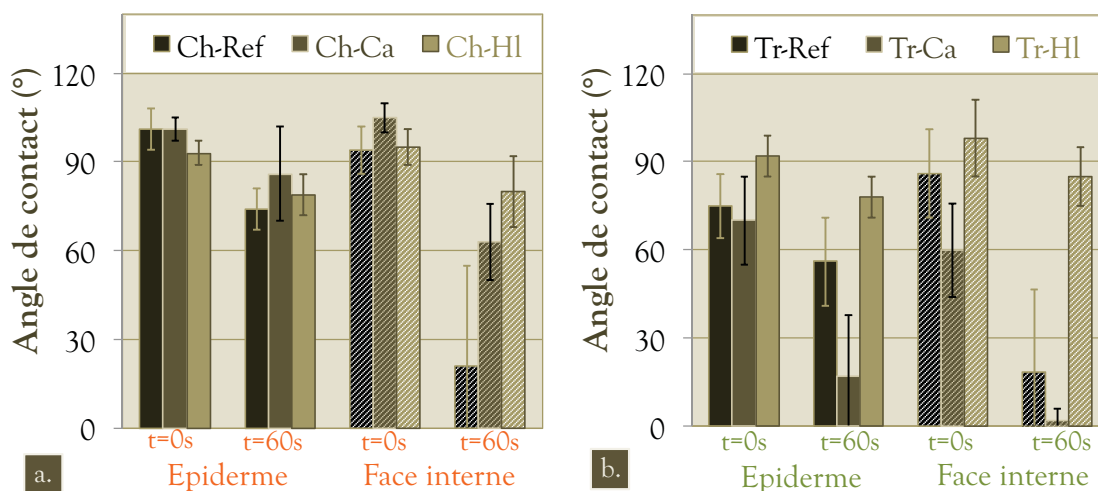 Ch-Ref Ch-Ca Ch-Hl
Angle de contact (°)
120
90
60
30
0
t=0s t=60s t=0s t=60s
Epiderme Face interne
a.
Tr-Ref Tr-Ca Tr-Hl
Angle de contact (°)
120
90
60
30
0
t=0s t=60s t=0s t=60s
Epiderme Face interne
b.